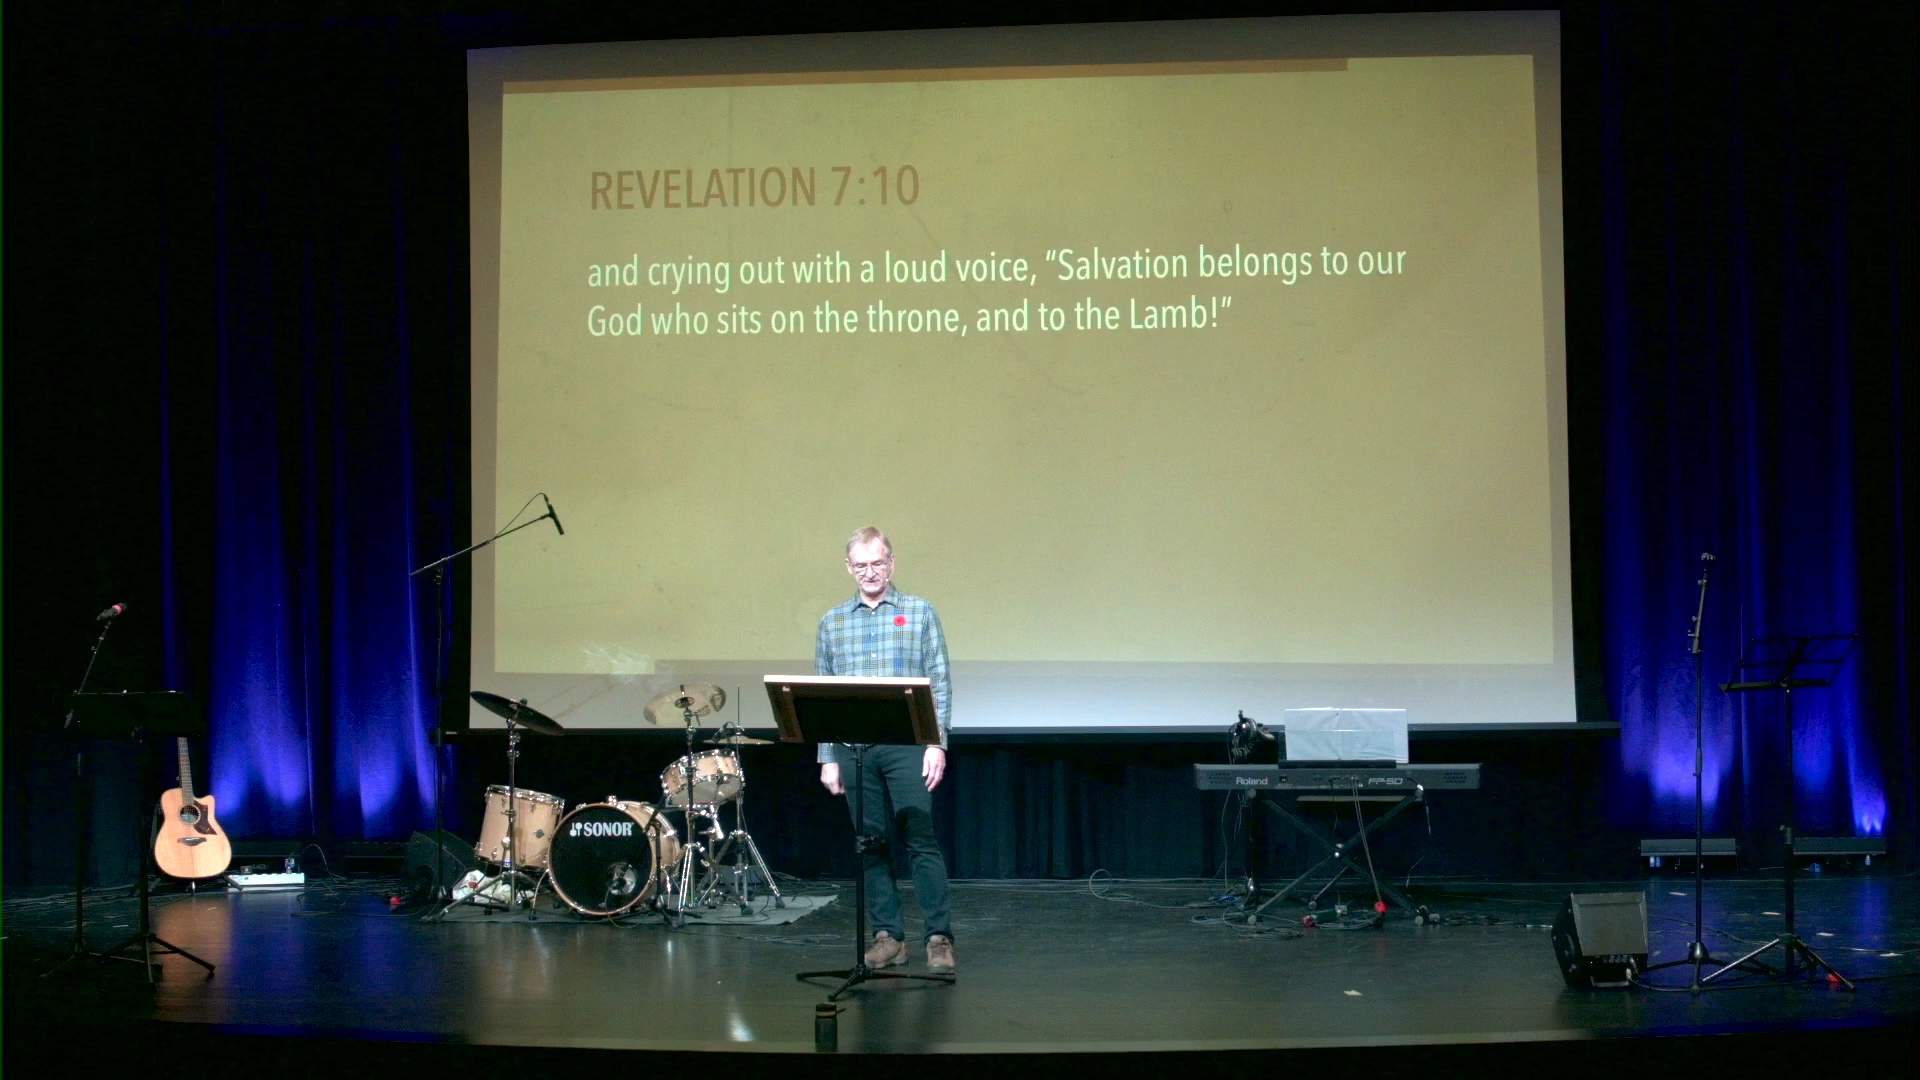 REVELATION 7:10
and crying out with a loud voice, “Salvation belongs to our
God who sits on the throne, and to the Lamb!”
SONOR
Roland
FP-50